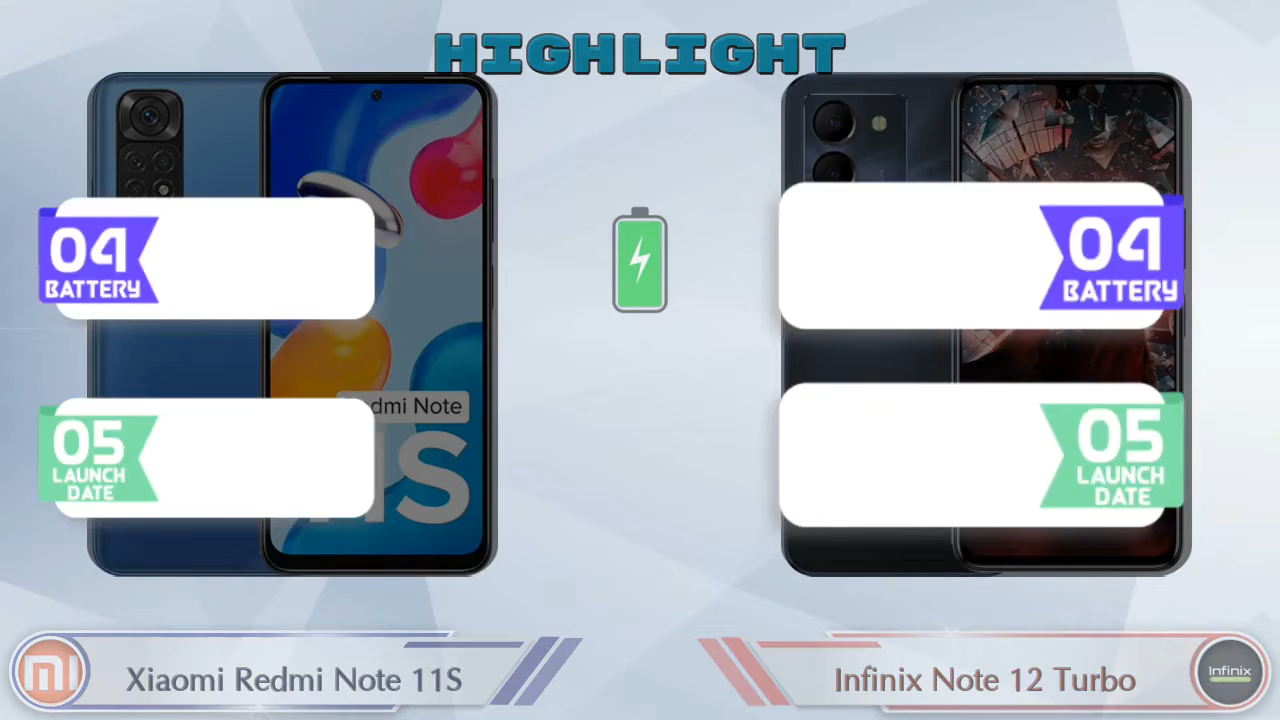 HIGHLIGHT
04
BATTERY
04
BATTERY
dmi Note
11S
05
LAUNCH
DATE
05
LAUNCH
DATE
Xiaomi Redmi Note 11S
Infinix Note 12 Turbo
Infinix